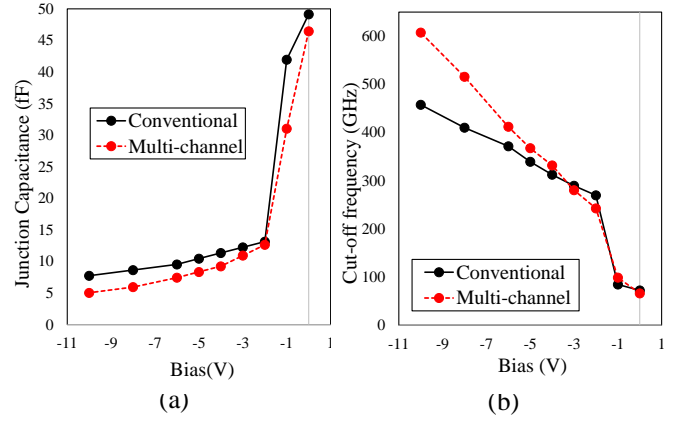 50
45
40
35
30
25
20
15
10
5
0
Junction Capacitance (fF)
Conventional
Multi-channel
-11 -9 -7 -5 -3 -1 1
Bias(V)
(a)
600
500
400
300
200
100
0
Cut-off frequency (GHz)
Conventional
Multi-channel
-11 -9 -7 -5 -3 -1 1
Bias (V)
(b)